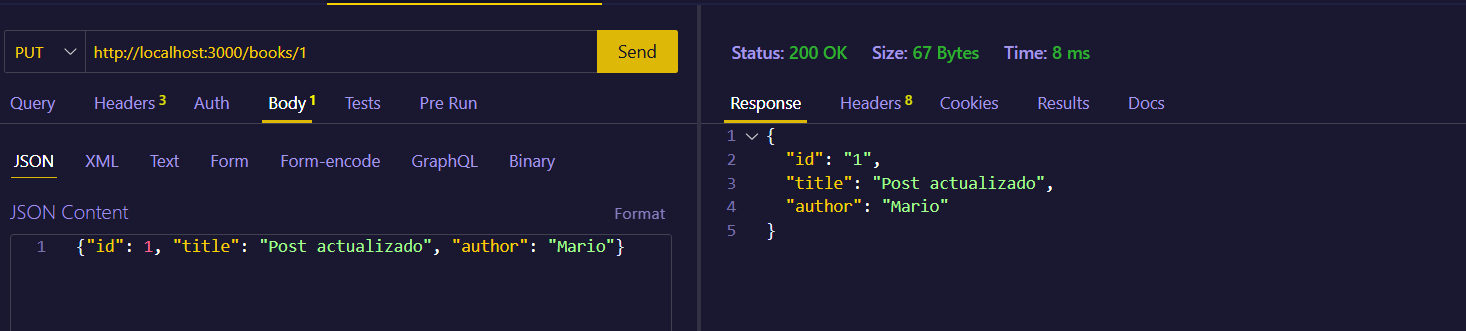 PUT http://localhost:3000/books/1 Send
Query Headers 3 Auth Body 1 Tests Pre Run
JSON XML Text Form Form-encode GraphQL Binary
JSON Content Format
1 {"id": 1, "title": "Post actualizado", "author": "Mario"}
Status: 200 OK Size: 67 Bytes Time: 8 ms
Response Headers 8 Cookies Results Docs
1 {
2 "id": "1",
3 "title": "Post actualizado",
4 "author": "Mario"
5 }